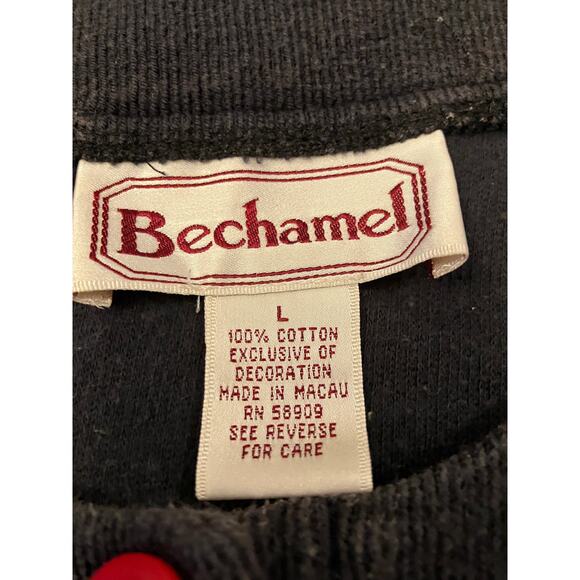 Bechamel
L
100% COTTON
EXCLUSIVE OF
DECORATION
MADE IN MACAU
RN 58909
SEE REVERSE
FOR CARE